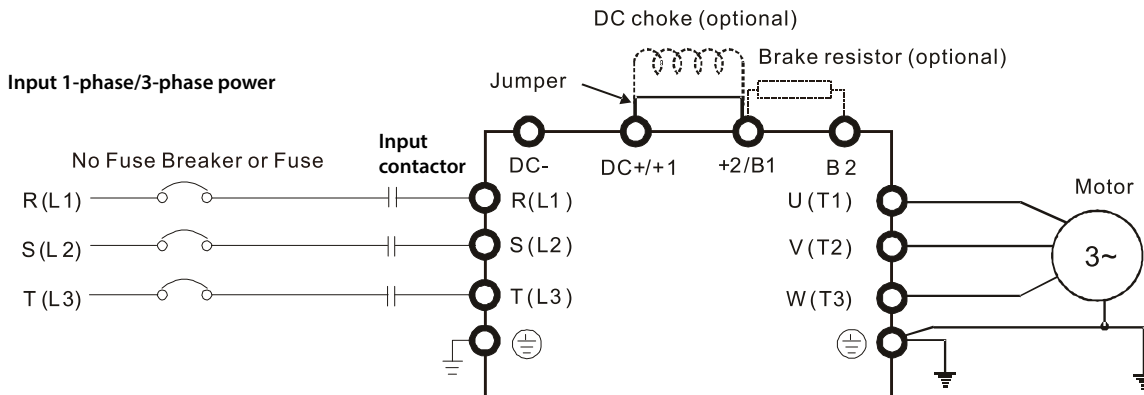 DC choke (optional)
Brake resistor (optional)
Input 1-phase/3-phase power
Jumper
No Fuse Breaker or Fuse
Input
contactor
DC-
DC+/+1
+2/B1
B2
R(L1)
R(L1)
U(T1)
Motor
S(L2)
S(L2)
V(T2)
3~
T(L3)
T(L3)
W(T3)